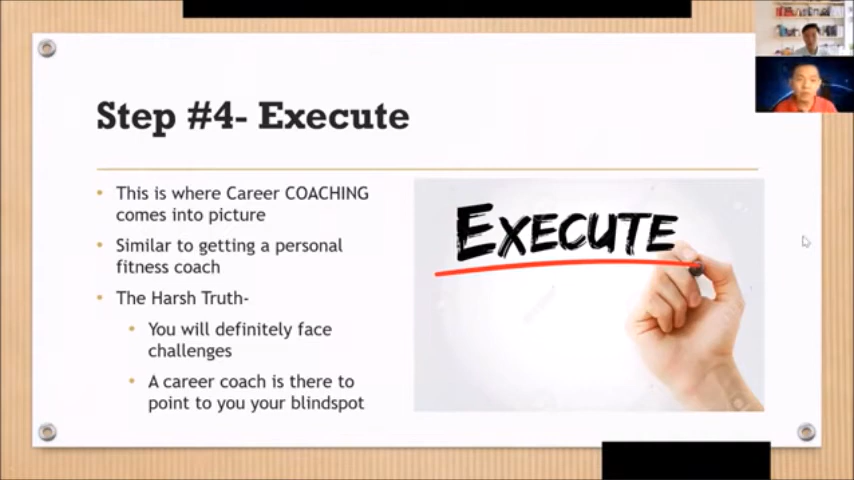 Step #4- Execute
• This is where Career COACHING
comes into picture
• Similar to getting a personal
fitness coach
• The Harsh Truth-
• You will definitely face
challenges
• A career coach is there to
point to you your blindspot
EXECUTE